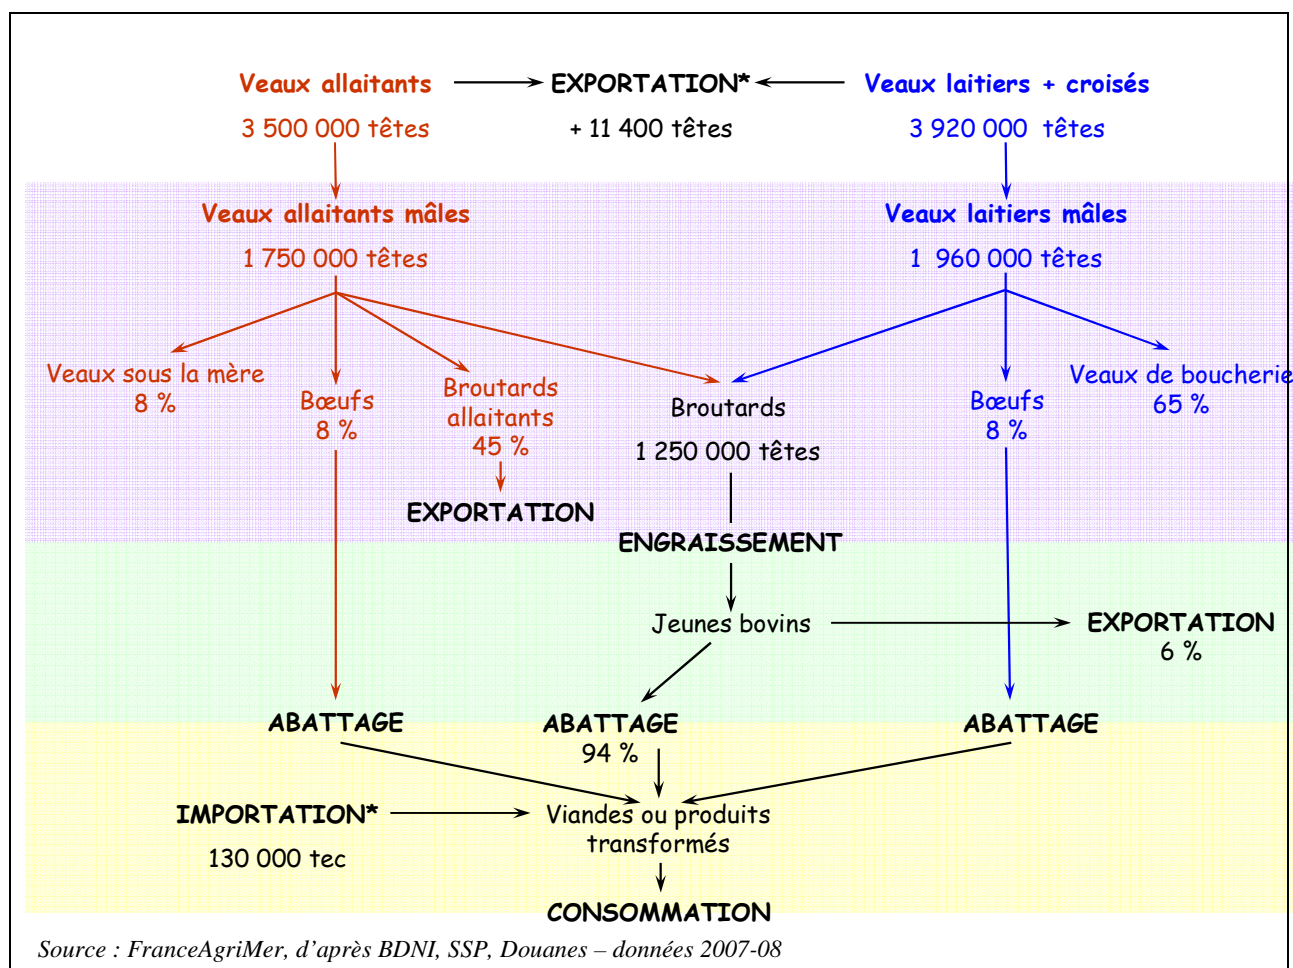 Veaux allaitants
EXPORTATION*
Veaux laitiers + croisés
3 500 000 têtes
+ 11 400 têtes
3 920 000 têtes
Veaux allaitants mâles
Veaux laitiers mâles
1 750 000 têtes
1 960 000 têtes
Veaux sous la mère
8 %
Bœufs
8 %
Broutards
allaitants
45 %
EXPORTATION
Broutards
1 250 000 têtes
Bœufs
8 %
Veaux de boucherie
65 %
ENGRAISSEMENT
Jeunes bovins
EXPORTATION
6 %
ABATTAGE
ABATTAGE
94 %
ABATTAGE
IMPORTATION*
130 000 tec
Viandes ou produits
transformés
CONSOMMATION
Source : FranceAgriMer, d’après BDNI, SSP, Douanes – données 2007-08